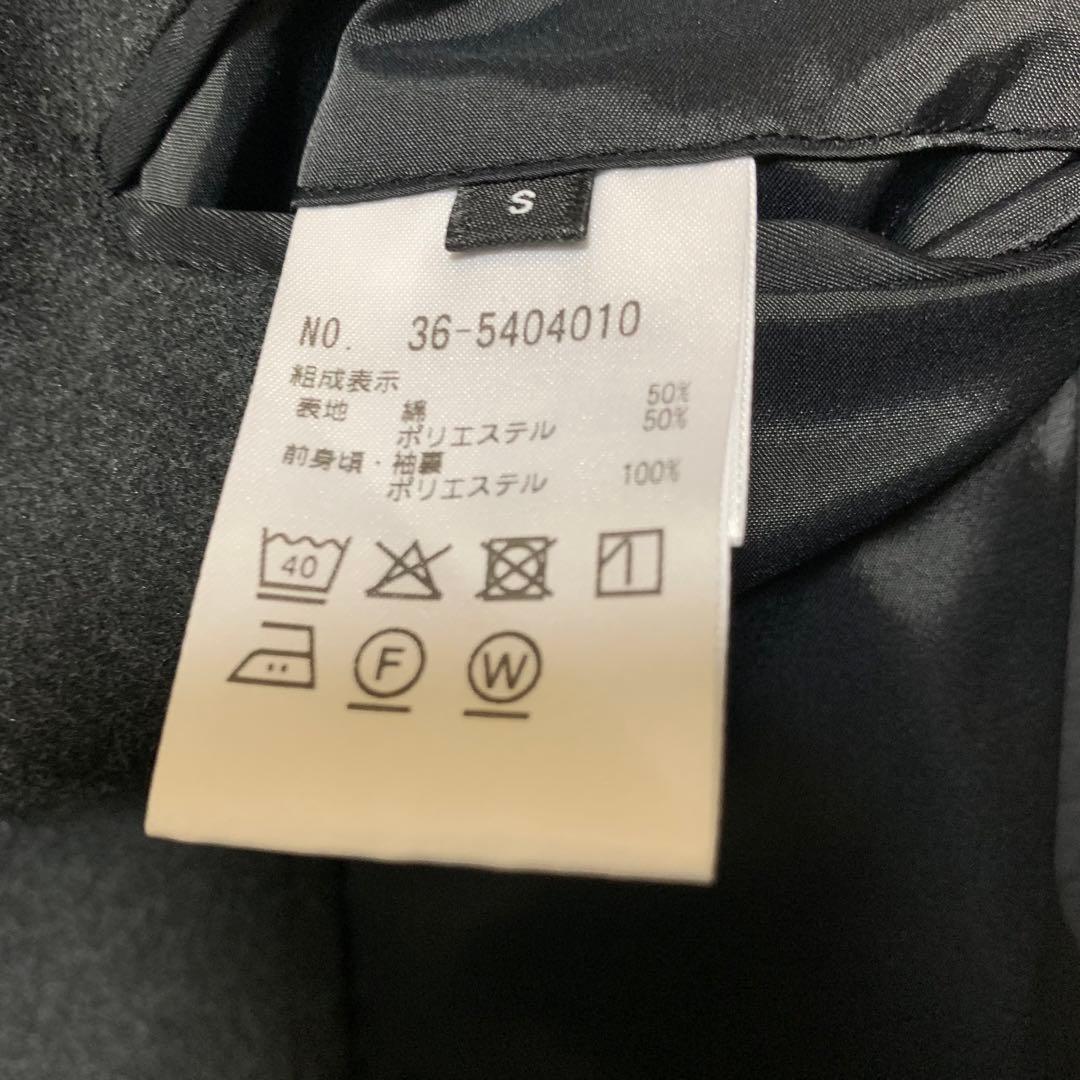 S
NO. 36-5404010
組成表示
表地 綿 50%
ポリエステル 50%
前身頃・袖裏
ポリエステル 100%
40
F
W